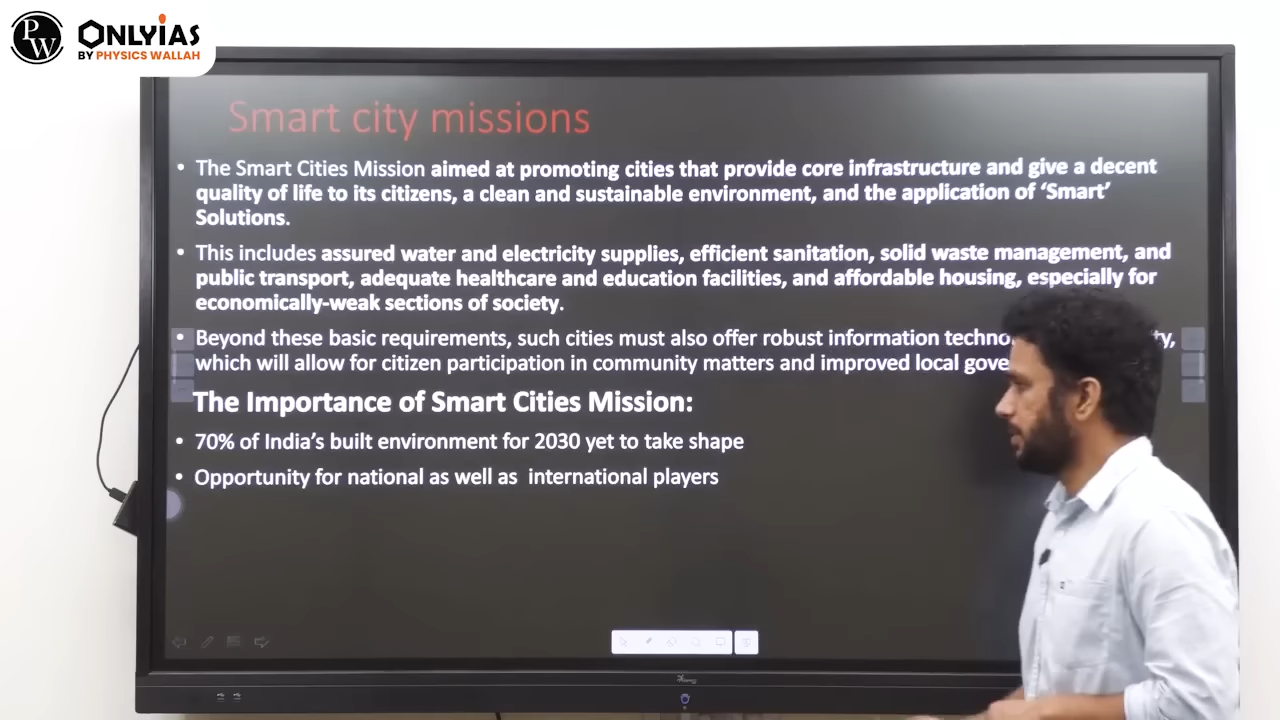 PW
ONLYIAS
BY PHYSICS WALLAH
Smart city missions
• The Smart Cities Mission aimed at promoting cities that provide core infrastructure and give a decent
quality of life to its citizens, a clean and sustainable environment, and the application of ‘Smart’
Solutions.
• This includes assured water and electricity supplies, efficient sanitation, solid waste management, and
public transport, adequate healthcare and education facilities, and affordable housing, especially for
economically-weak sections of society.
• Beyond these basic requirements, such cities must also offer robust information
which will allow for citizen participation in community matters and improved local
The Importance of Smart Cities Mission:
• 70% of India’s built environment for 2030 yet to take shape
• Opportunity for national as well as international players